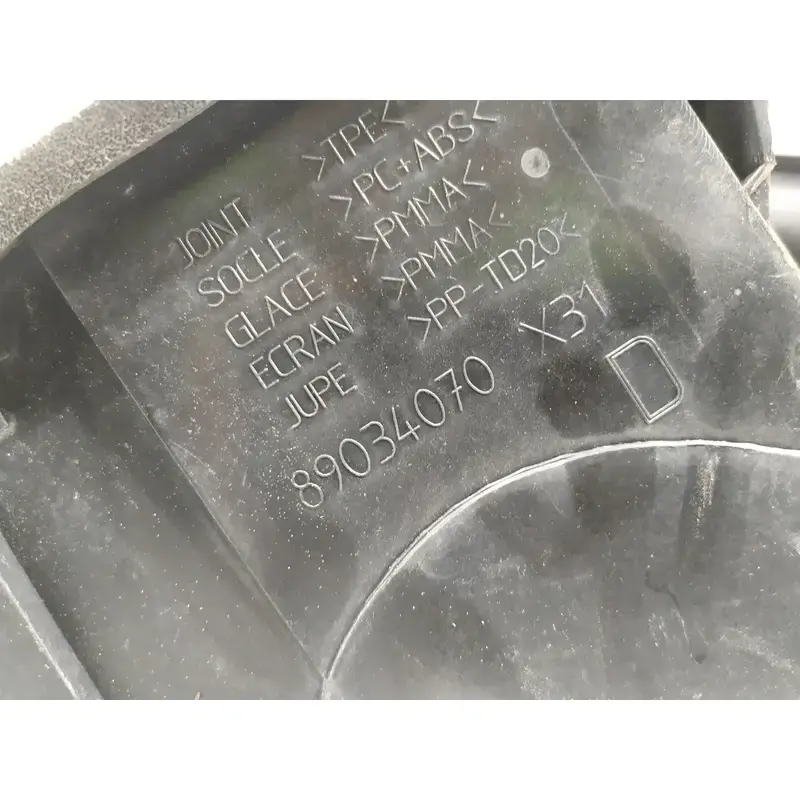 JOINT >TPE<
SOCLE >PC+ABS<
GLACE >PMMA<
ECRAN >PMMA<
JUPE >PP-TD20<
89034070 X31
D